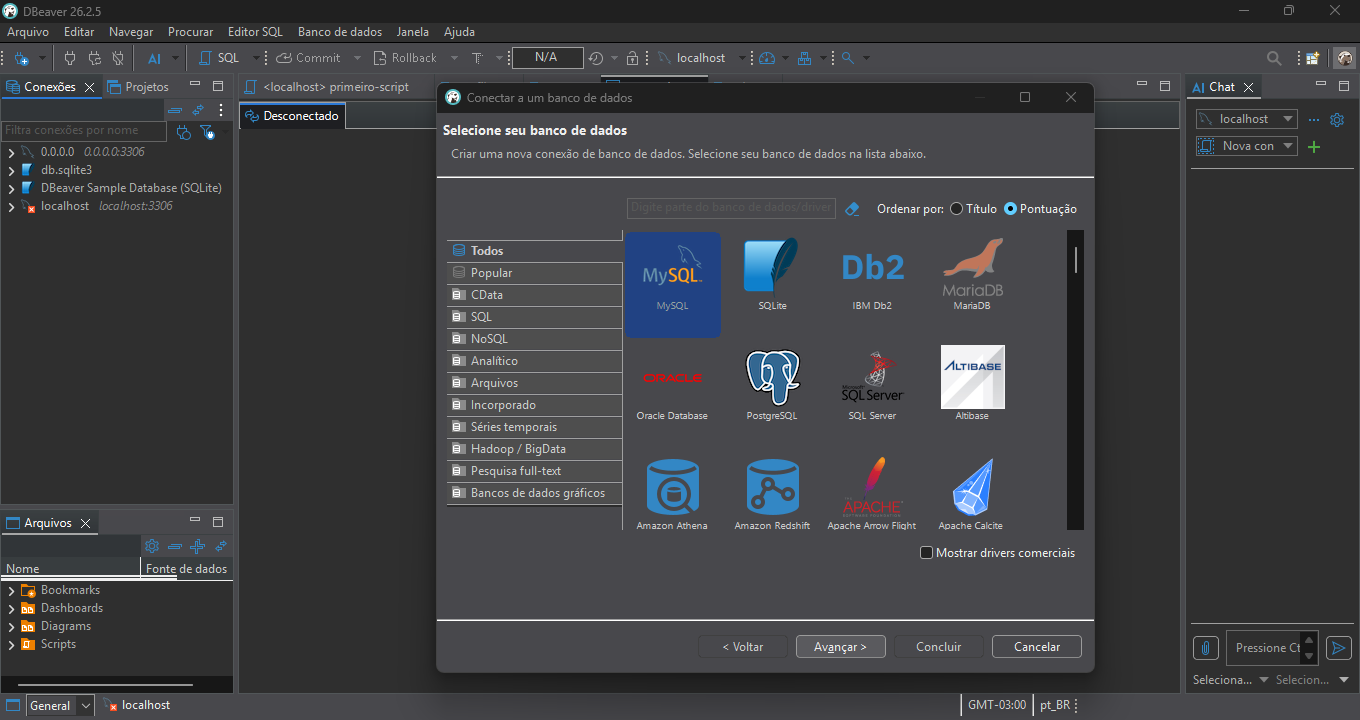 DBeaver 26.2.5
Arquivo Editar Navegar Procurar Editor SQL Banco de dados Janela Ajuda
AI SQL Commit Rollback T N/A localhost
Conexões Projetos
<localhost> primeiro-script
AI Chat
Filtra conexões por nome
0.0.0.0 0.0.0.0:3306
db.sqlite3
DBeaver Sample Database (SQLite)
localhost localhost:3306
Desconectado
Conectar a um banco de dados
Selecione seu banco de dados
Criar uma nova conexão de banco de dados. Selecione seu banco de dados na lista abaixo.
Digite parte do banco de dados/driver
Ordenar por: Título Pontuação
Todos
Popular
CData
SQL
NoSQL
Analítico
Arquivos
Incorporado
Séries temporais
Hadoop / BigData
Pesquisa full-text
Bancos de dados gráficos
MySQL Db2 MariaDB
MySQL SQLite IBM Db2 MariaDB
ORACLE Microsoft SQL Server ALTIBASE
Oracle Database PostgreSQL SQL Server Altibase
APACHE
Amazon Athena Amazon Redshift Apache Arrow Flight Apache Calcite
Mostrar drivers comerciais
< Voltar Avançar > Concluir Cancelar
localhost
Nova con
Pressione Ct
Seleciona... Selecion...
Arquivos
Nome Fonte de dados
Bookmarks
Dashboards
Diagrams
Scripts
General localhost
GMT-03:00 pt_BR